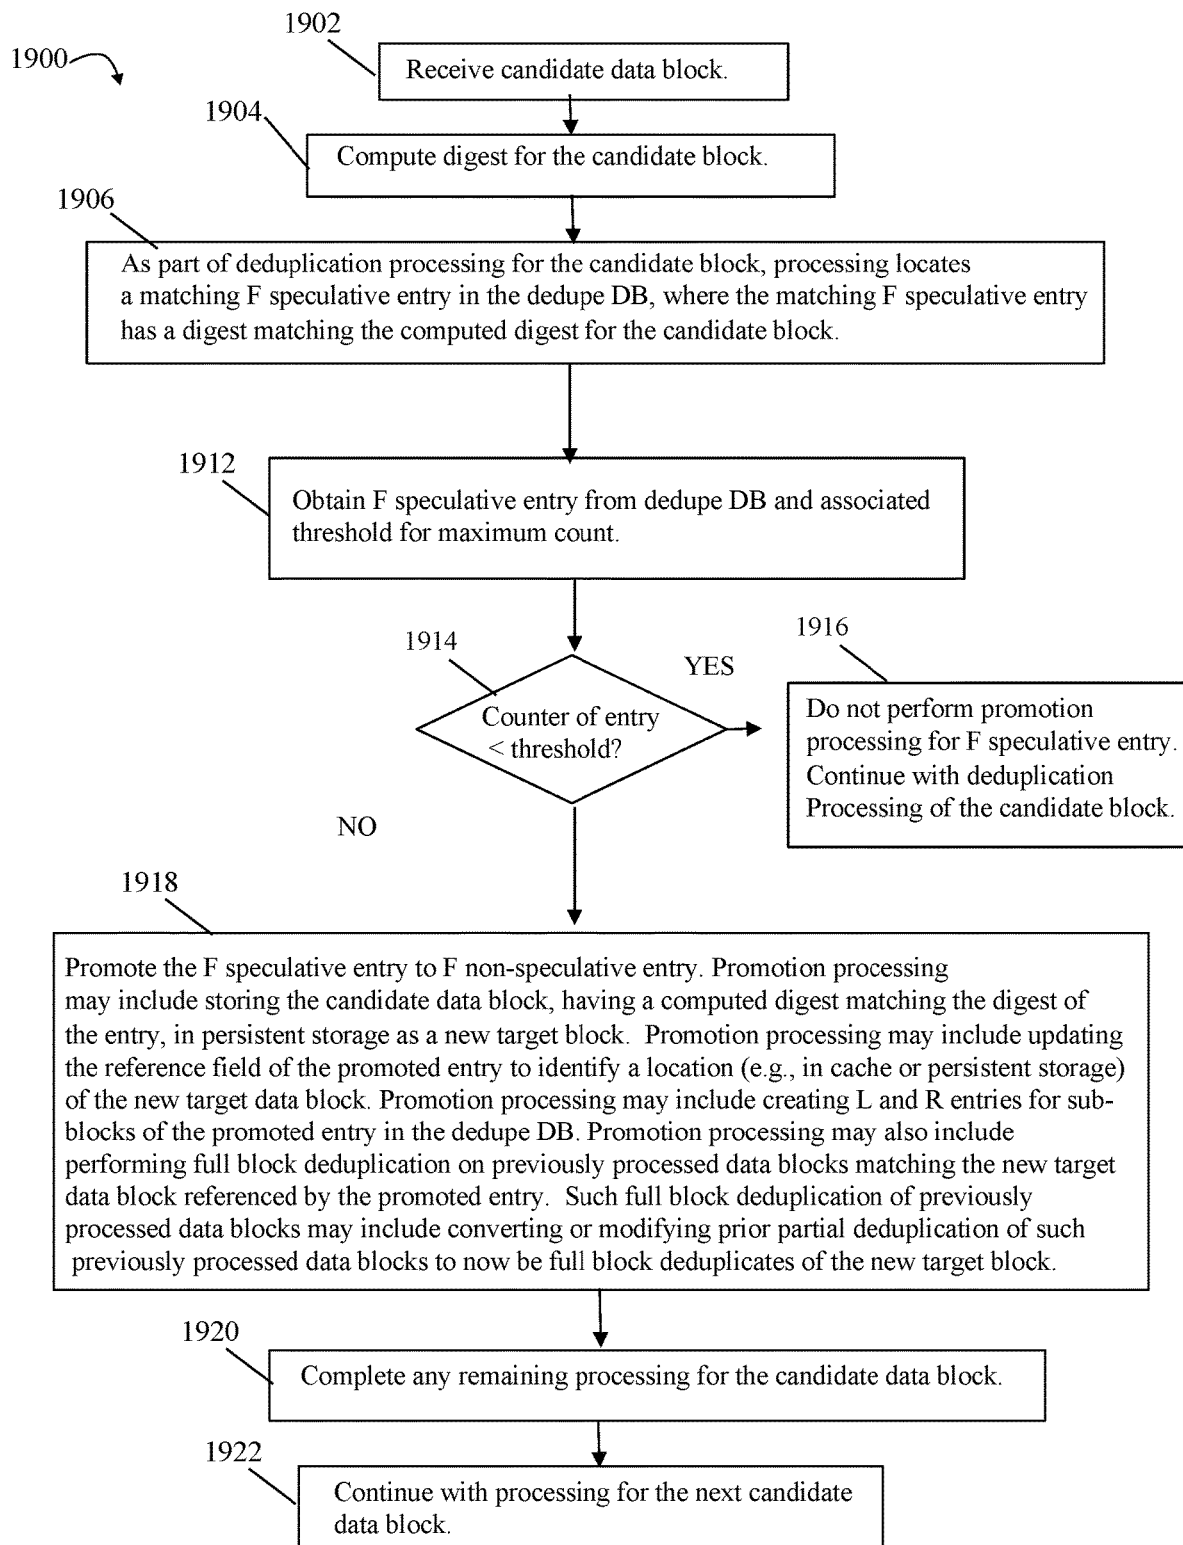 1900
1902
Receive candidate data block.
1904
Compute digest for the candidate block.
1906
As part of deduplication processing for the candidate block, processing locates
a matching F speculative entry in the dedupe DB, where the matching F speculative entry
has a digest matching the computed digest for the candidate block.
1912
Obtain F speculative entry from dedupe DB and associated
threshold for maximum count.
1914
Counter of entry
< threshold?
YES
1916
Do not perform promotion
processing for F speculative entry.
Continue with deduplication
Processing of the candidate block.
NO
1918
Promote the F speculative entry to F non-speculative entry. Promotion processing
may include storing the candidate data block, having a computed digest matching the digest of
the entry, in persistent storage as a new target block. Promotion processing may include updating
the reference field of the promoted entry to identify a location (e.g., in cache or persistent storage)
of the new target data block. Promotion processing may include creating L and R entries for sub-
blocks of the promoted entry in the dedupe DB. Promotion processing may also include
performing full block deduplication on previously processed data blocks matching the new target
data block referenced by the promoted entry. Such full block deduplication of previously
processed data blocks may include converting or modifying prior partial deduplication of such
previously processed data blocks to now be full block deduplicates of the new target block.
1920
Complete any remaining processing for the candidate data block.
1922
Continue with processing for the next candidate
data block.